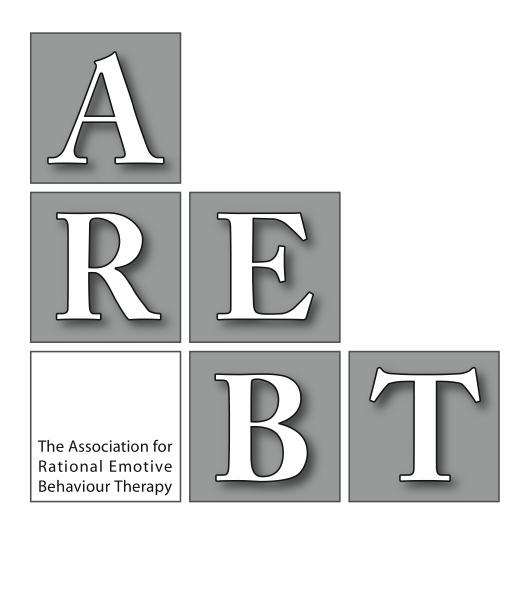 A
R E
B T
The Association for
Rational Emotive
Behaviour Therapy